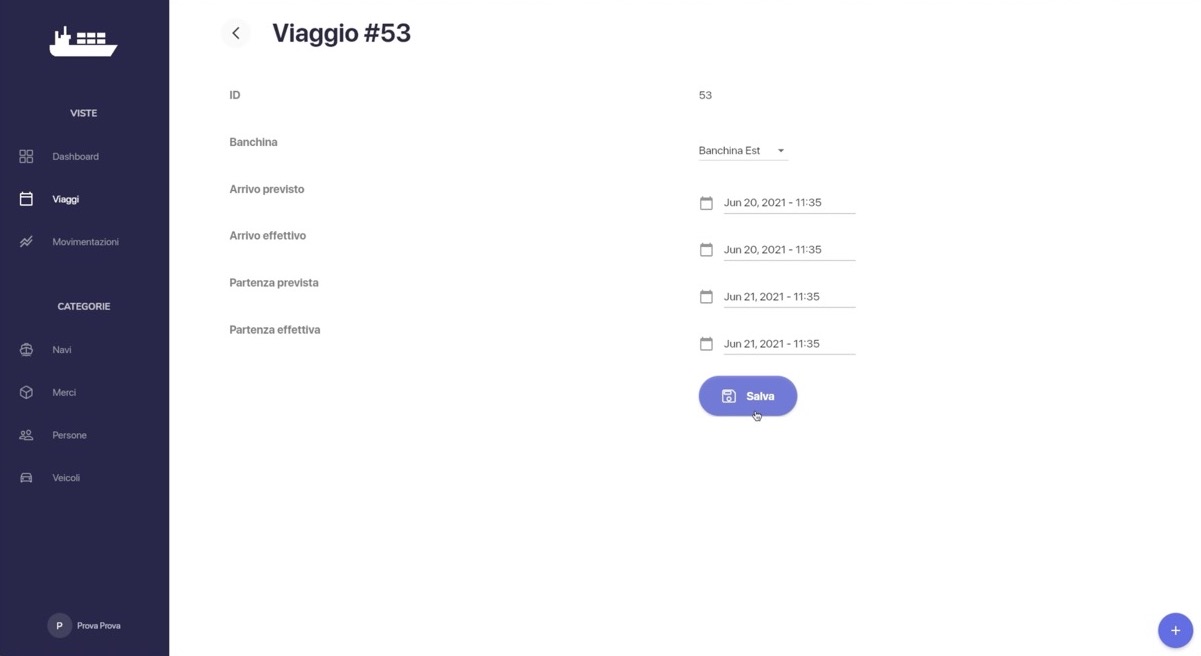 Viaggio #53
VISTE
Dashboard
Viaggi
Movimentazioni
CATEGORIE
Navi
Merci
Persone
Veicoli
P Prova Prova
ID 53
Banchina Banchina Est
Arrivo previsto Jun 20, 2021 - 11:35
Arrivo effettivo Jun 20, 2021 - 11:35
Partenza prevista Jun 21, 2021 - 11:35
Partenza effettiva Jun 21, 2021 - 11:35
Salva
+